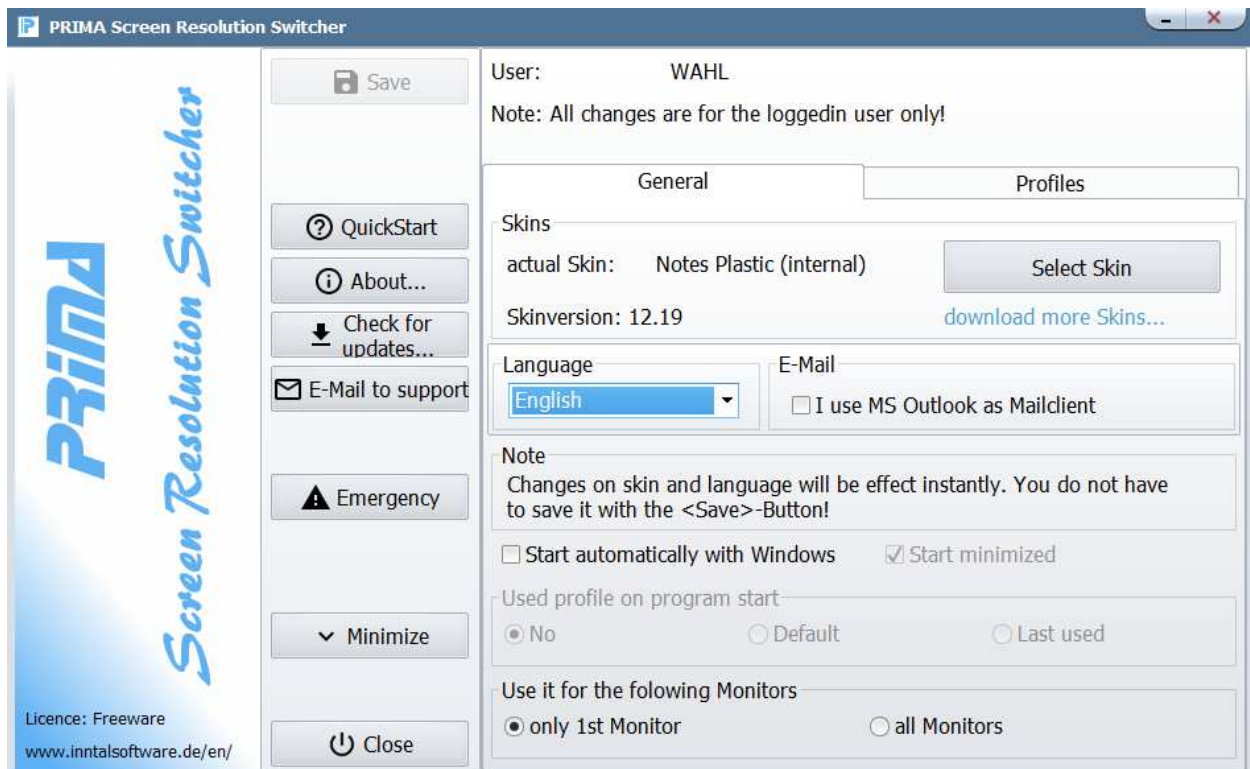 PRIMA Screen Resolution Switcher
PRIMA
Screen Resolution Switcher
Licence: Freeware
www.inntalsoftware.de/en/
Save
QuickStart
About...
Check for
updates...
E-Mail to support
Emergency
Minimize
Close
User: WAHL
Note: All changes are for the loggedin user only!
General Profiles
Skins
actual Skin: Notes Plastic (internal) Select Skin
Skinversion: 12.19 download more Skins...
Language E-Mail
English I use MS Outlook as Mailclient
Note
Changes on skin and language will be effect instantly. You do not have
to save it with the <Save>-Button!
Start automatically with Windows Start minimized
Used profile on program start
No Default Last used
Use it for the folowing Monitors
only 1st Monitor all Monitors